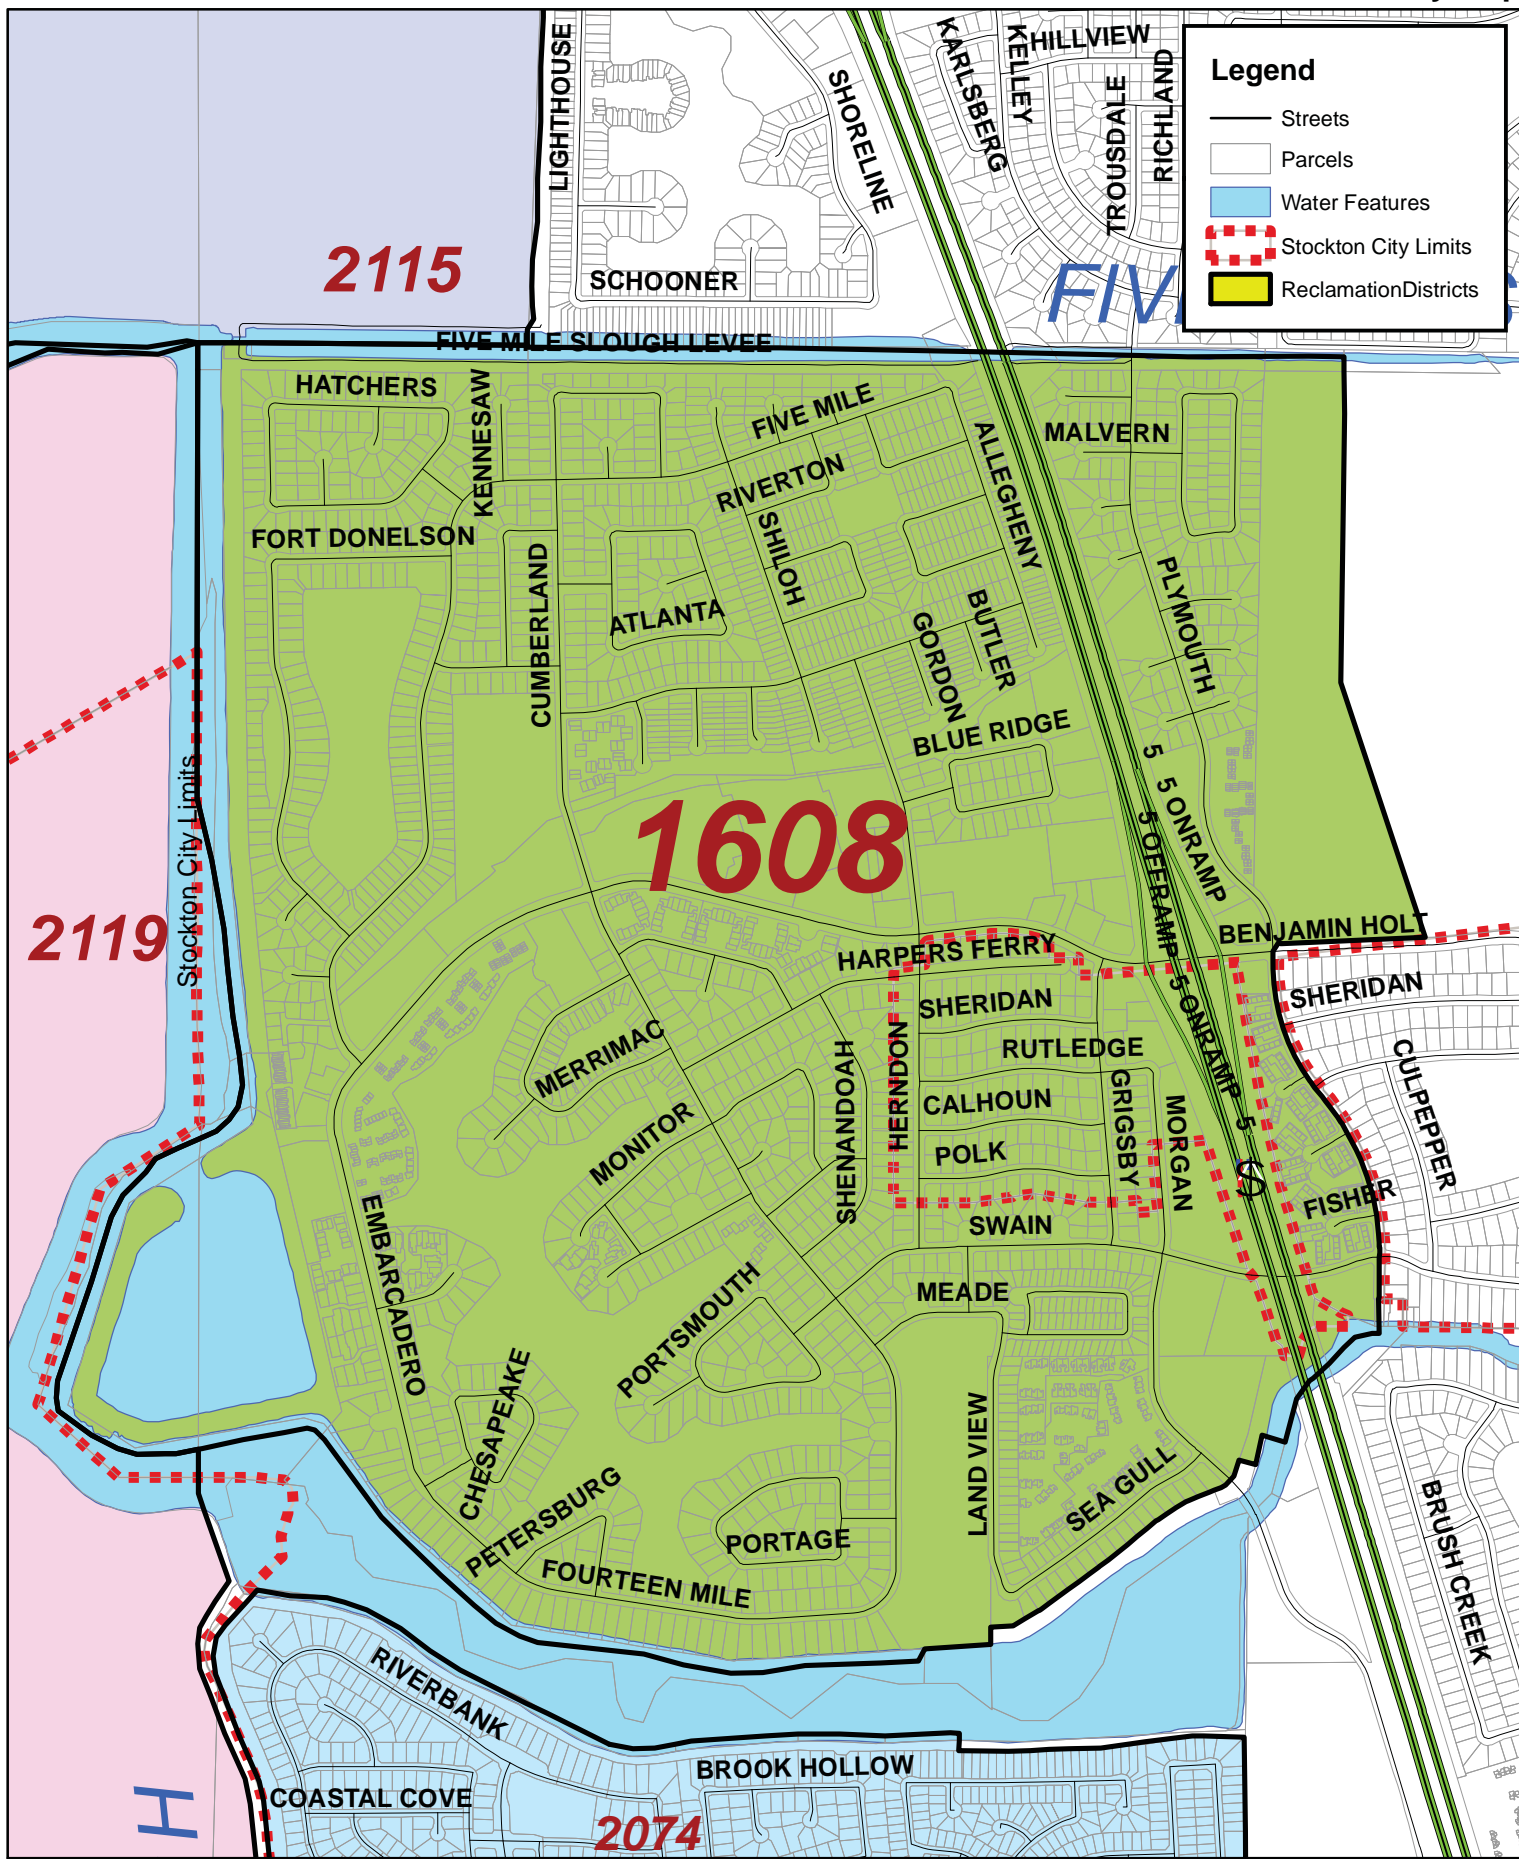 LIGHTHOUSE
SHORELINE
KARLSBERG
KELLEY
HILLVIEW
TROUSDALE
RICHLAND
Legend
Streets
Parcels
Water Features
Stockton City Limits
ReclamationDistricts
2115
SCHOONER
FIVE MILE SLOUGH LEVEE
HATCHERS
KENNESAW
FIVE MILE
ALLEGHENY
MALVERN
RIVERTON
FORT DONELSON
SHILOH
CUMBERLAND
ATLANTA
PLYMOUTH
BUTLER
GORDON
BLUE RIDGE
5
5 ONRAMP
5 OFFRAMP
1608
Stockton City Limits
2119
BENJAMIN HOLT
HARPERS FERRY
SHERIDAN
SHERIDAN
5 ONRAMP
5
MERRIMAC
RUTLEDGE
HERNDON
SHENANDOAH
CALHOUN
GRIGSBY
MORGAN
CULPEPPER
MONITOR
POLK
S
FISHER
EMBARCADERO
SWAIN
MEADE
PORTSMOUTH
CHESAPEAKE
LAND VIEW
SEA GULL
PETERSBURG
PORTAGE
FOURTEEN MILE
BRUSH CREEK
RIVERBANK
BROOK HOLLOW
H
COASTAL COVE
2074